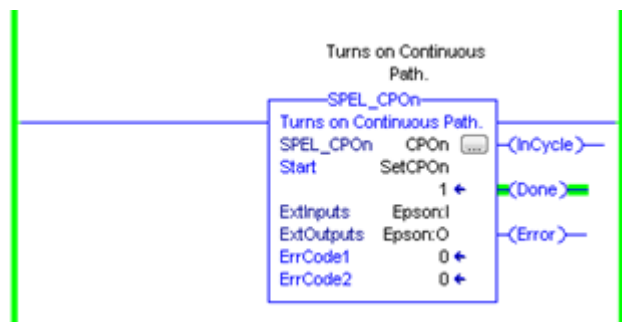 Turns on Continuous
Path.
SPEL_CPOn
Turns on Continuous Path.
SPEL_CPOn CPOn ...
(InCycle)
Start SetCPOn
1
(Done)
ExtInputs Epson:I
ExtOutputs Epson:O
(Error)
ErrCode1 0
ErrCode2 0